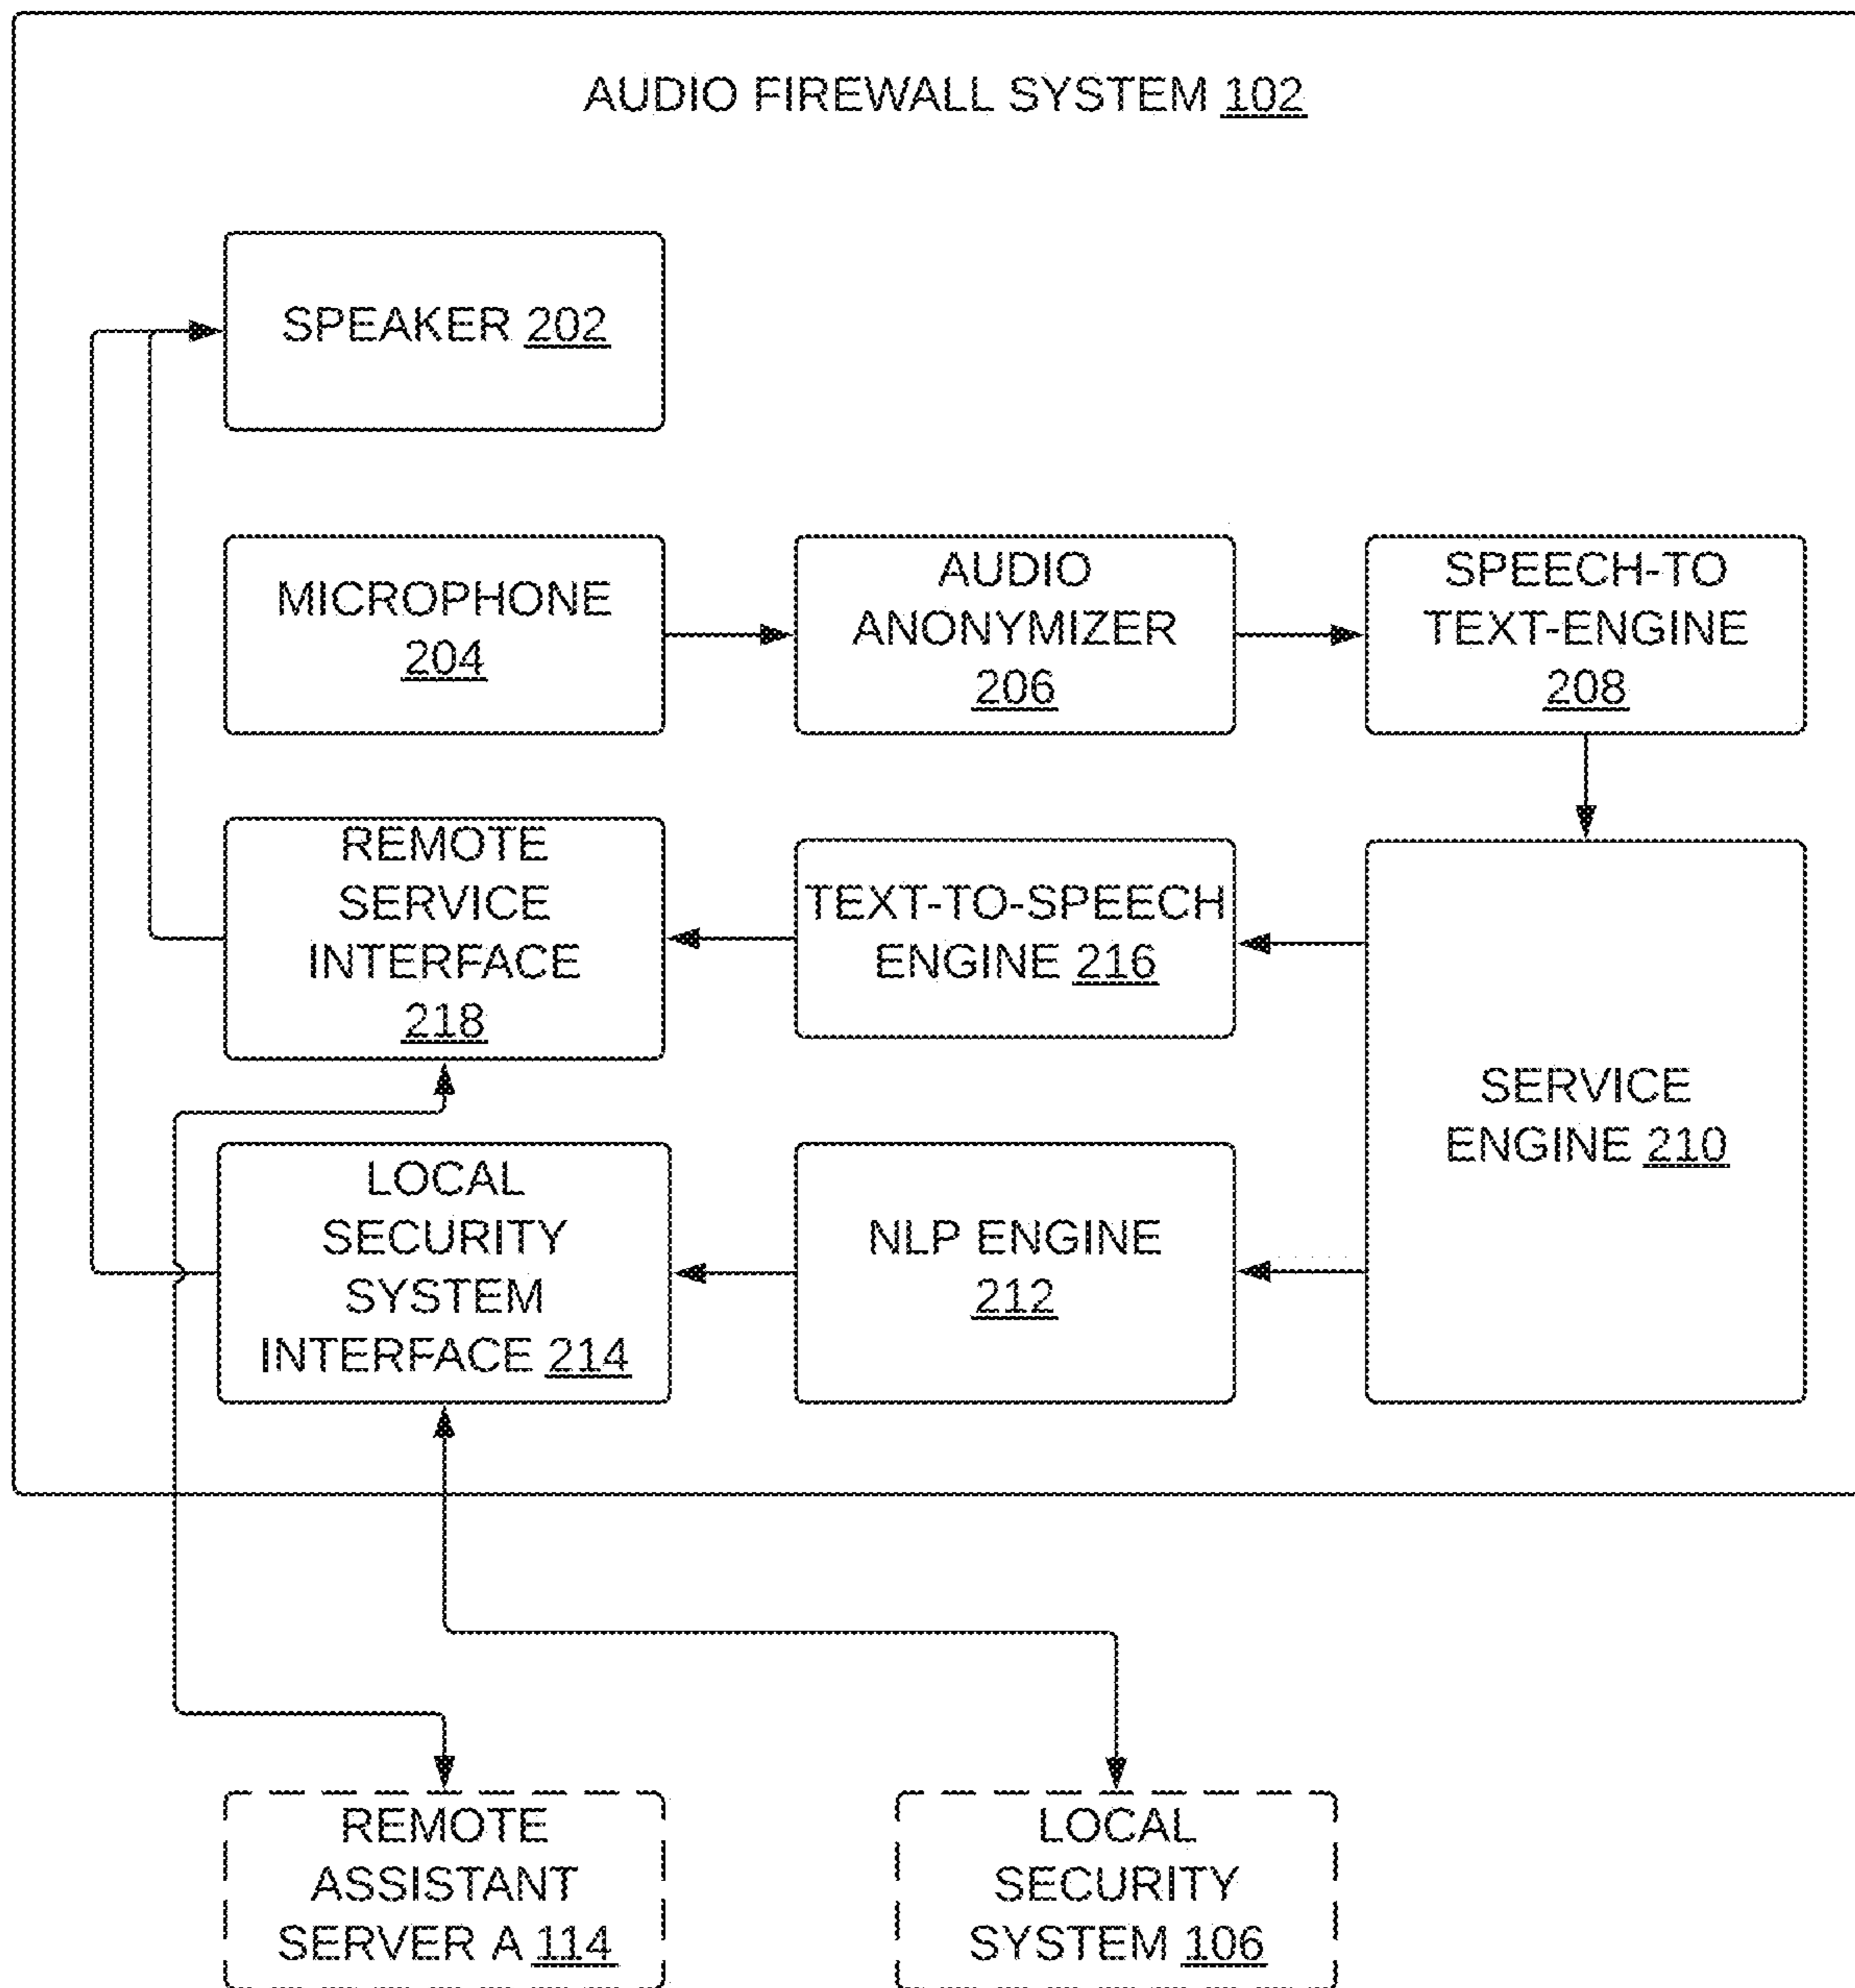 AUDIO FIREWALL SYSTEM 102
SPEAKER 202
MICROPHONE
204
AUDIO
ANONYMIZER
206
SPEECH-TO
TEXT-ENGINE
208
REMOTE
SERVICE
INTERFACE
218
TEXT-TO-SPEECH
ENGINE 216
SERVICE
ENGINE 210
LOCAL
SECURITY
SYSTEM
INTERFACE 214
NLP ENGINE
212
REMOTE
ASSISTANT
SERVER A 114
LOCAL
SECURITY
SYSTEM 106